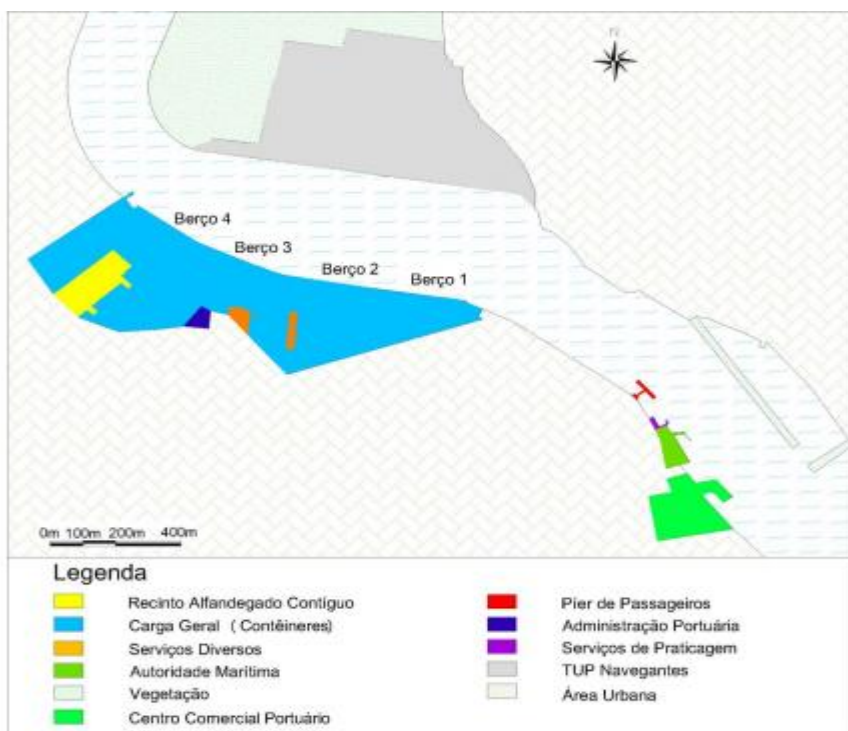 N
Berço 4
Berço 3
Berço 2
Berço 1
0m 100m 200m 400m
Legenda
Recinto Alfandegado Contíguo
Carga Geral ( Contêineres)
Serviços Diversos
Autoridade Marítima
Vegetação
Centro Comercial Portuário
Pier de Passageiros
Administração Portuária
Serviços de Praticagem
TUP Navegantes
Área Urbana